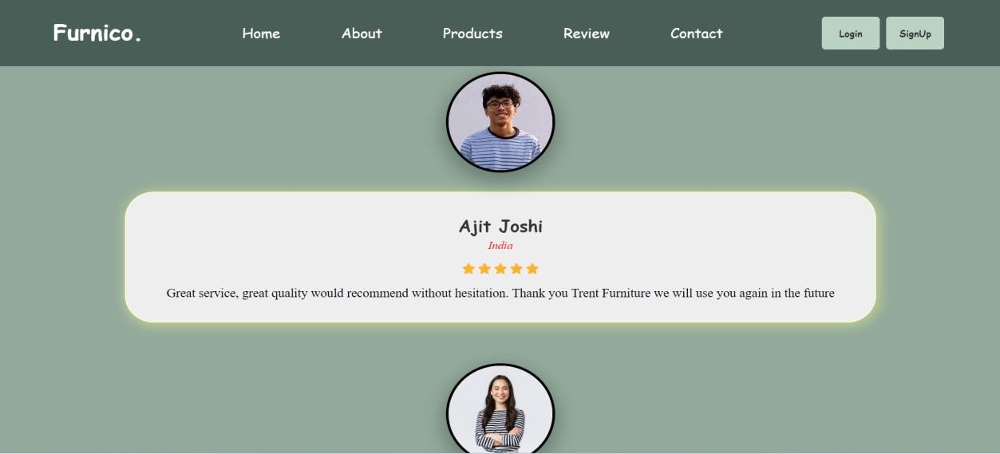 Furnico.
Home About Products Review Contact
Login SignUp
Ajit Joshi
India
Great service, great quality would recommend without hesitation. Thank you Trent Furniture we will use you again in the future